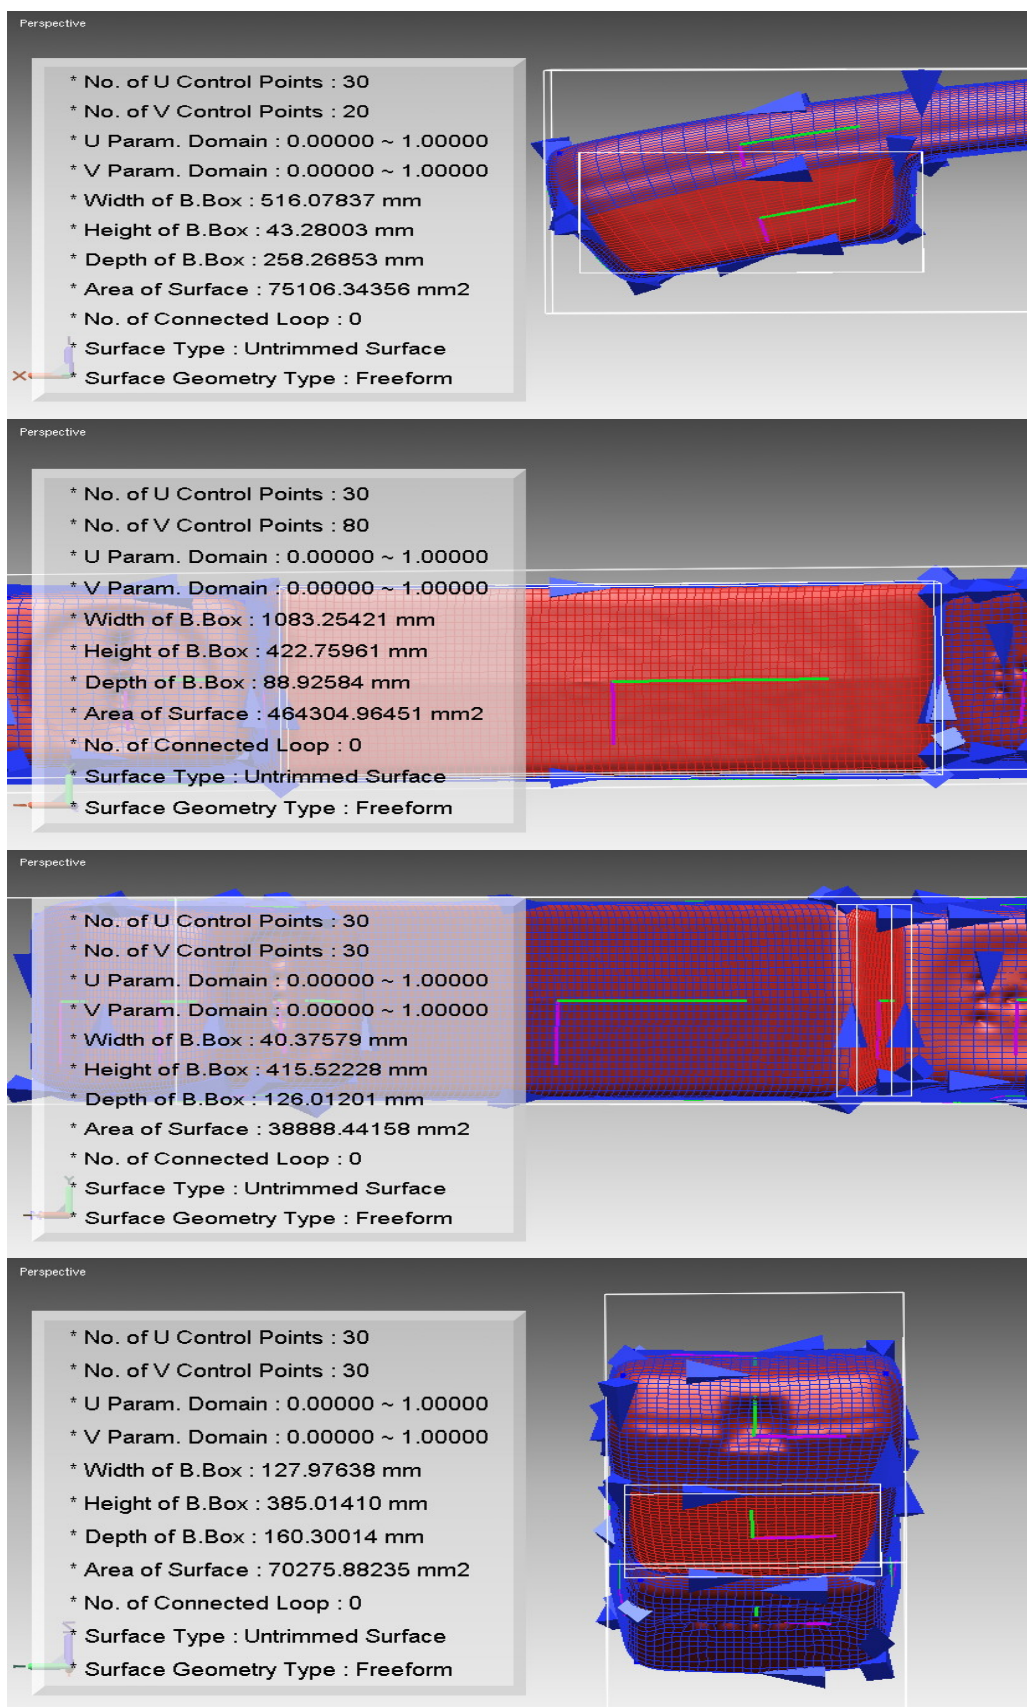 Perspective
* No. of U Control Points : 30
* No. of V Control Points : 20
* U Param. Domain : 0.00000 ~ 1.00000
* V Param. Domain : 0.00000 ~ 1.00000
* Width of B.Box : 516.07837 mm
* Height of B.Box : 43.28003 mm
* Depth of B.Box : 258.26853 mm
* Area of Surface : 75106.34356 mm2
* No. of Connected Loop : 0
* Surface Type : Untrimmed Surface
X
* Surface Geometry Type : Freeform
Perspective
* No. of U Control Points : 30
* No. of V Control Points : 80
* U Param. Domain : 0.00000 ~ 1.00000
* V Param. Domain : 0.00000 ~ 1.00000
* Width of B.Box : 1083.25421 mm
* Height of B.Box : 422.75961 mm
* Depth of B.Box : 88.92584 mm
* Area of Surface : 464304.96451 mm2
* No. of Connected Loop : 0
* Surface Type : Untrimmed Surface
* Surface Geometry Type : Freeform
Perspective
* No. of U Control Points : 30
* No. of V Control Points : 30
* U Param. Domain : 0.00000 ~ 1.00000
* V Param. Domain : 0.00000 ~ 1.00000
* Width of B.Box : 40.37579 mm
* Height of B.Box : 415.52228 mm
* Depth of B.Box : 126.01201 mm
* Area of Surface : 38888.44158 mm2
* No. of Connected Loop : 0
Y
* Surface Type : Untrimmed Surface
* Surface Geometry Type : Freeform
Perspective
* No. of U Control Points : 30
* No. of V Control Points : 30
* U Param. Domain : 0.00000 ~ 1.00000
* V Param. Domain : 0.00000 ~ 1.00000
* Width of B.Box : 127.97638 mm
* Height of B.Box : 385.01410 mm
* Depth of B.Box : 160.30014 mm
* Area of Surface : 70275.88235 mm2
* No. of Connected Loop : 0
* Surface Type : Untrimmed Surface
* Surface Geometry Type : Freeform